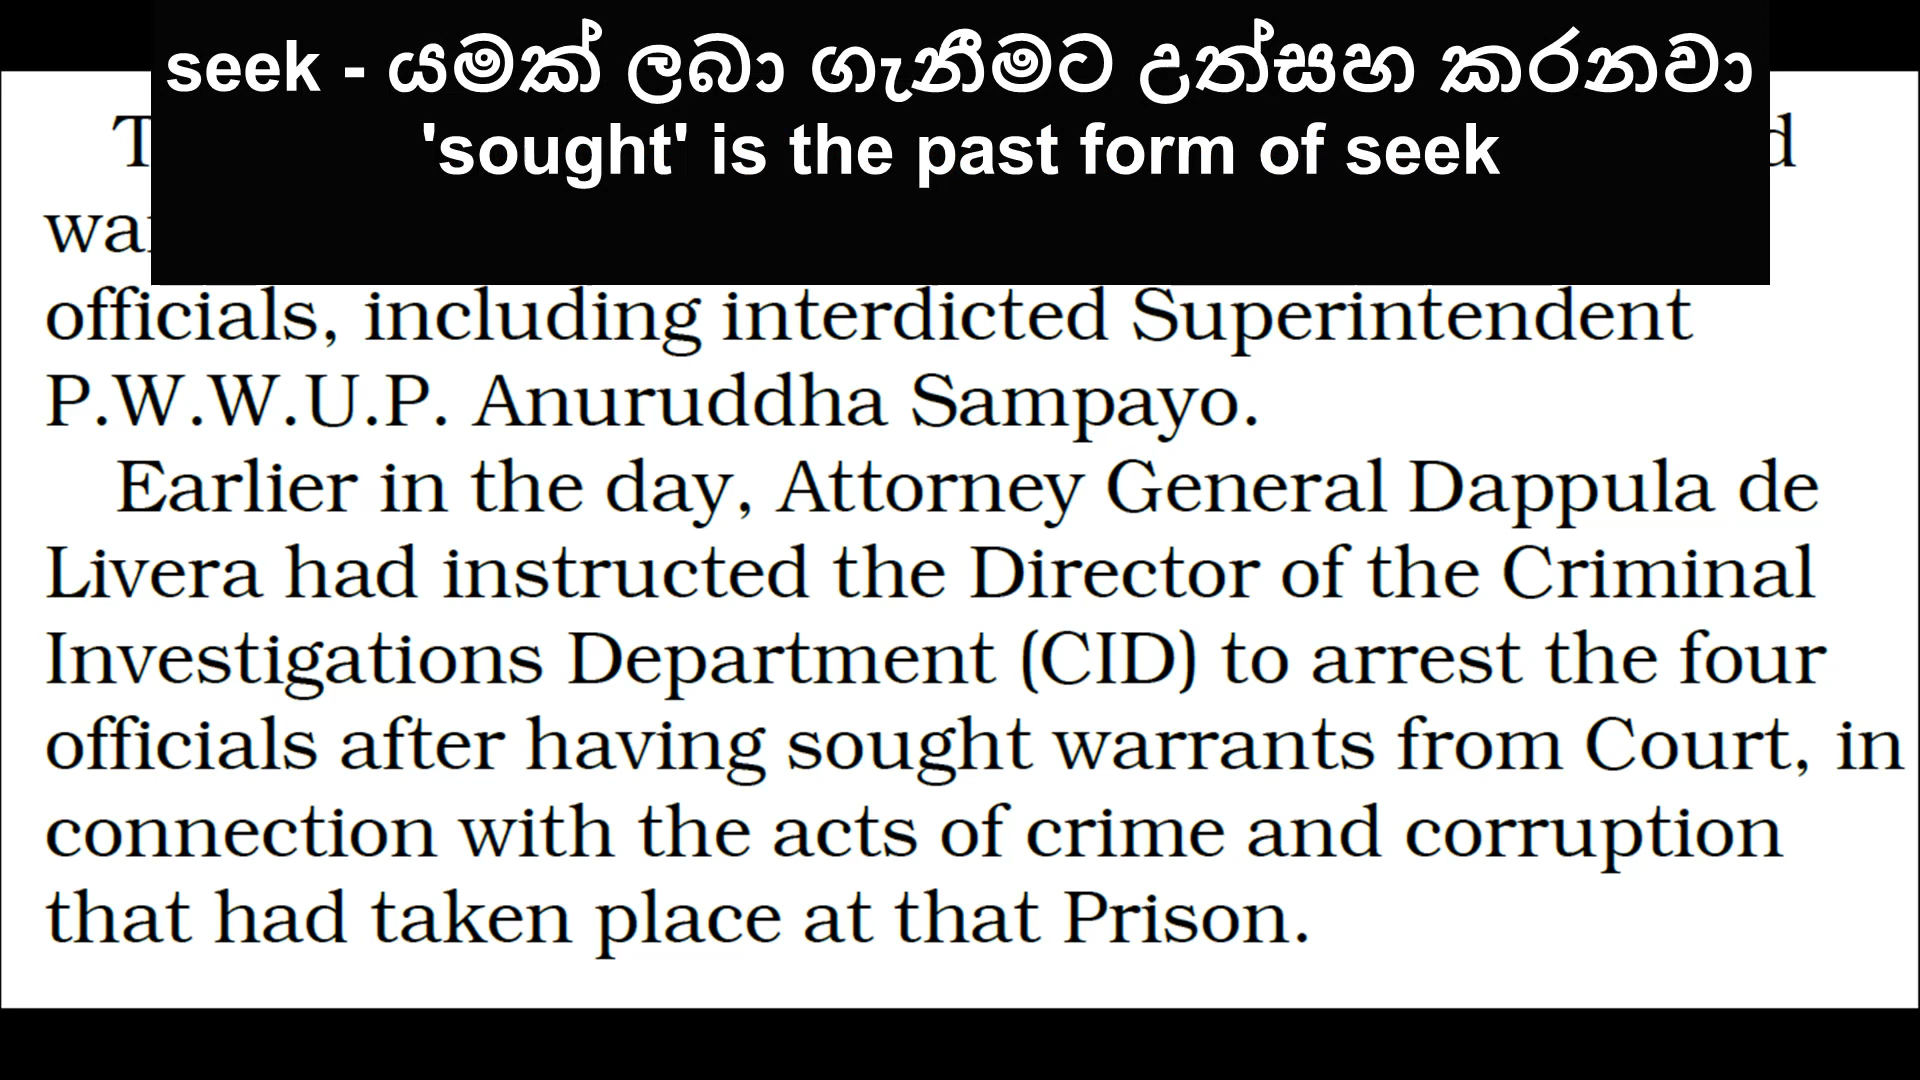 seek - යමක් ලබා ගැනීමට උත්සහ කරනවා
'sought' is the past form of seek
officials, including interdicted Superintendent
P.W.W.U.P. Anuruddha Sampayo.
Earlier in the day, Attorney General Dappula de
Livera had instructed the Director of the Criminal
Investigations Department (CID) to arrest the four
officials after having sought warrants from Court, in
connection with the acts of crime and corruption
that had taken place at that Prison.